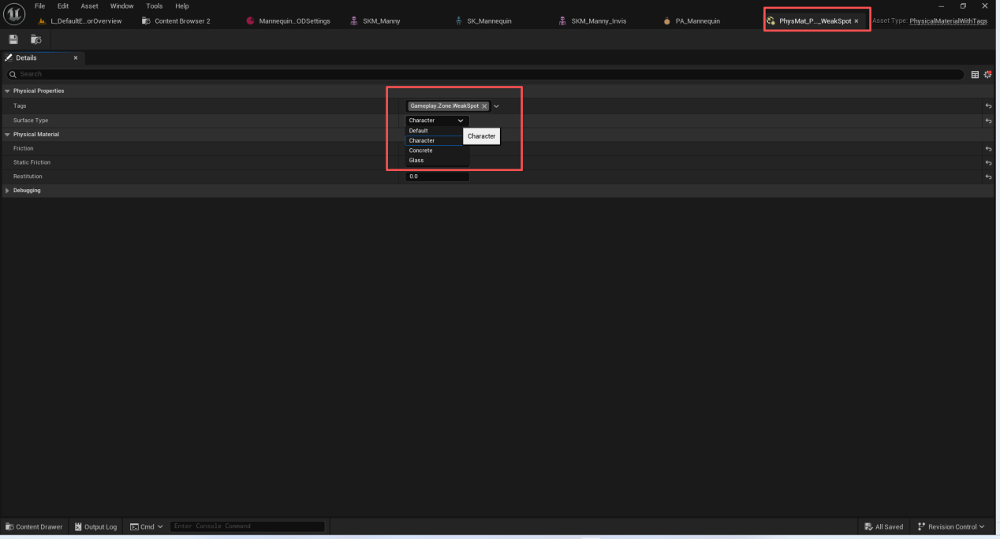 File Edit Asset Window Tools Help
L_DefaultE...orOverview Content Browser 2 Mannequin...ODSettings SKM_Manny SK_Mannequin SKM_Manny_Invis PA_Mannequin PhysMat_P..._WeakSpot Asset Type: PhysicalMaterialWithTags
Details
Search
Physical Properties
Tags Gameplay.Zone.WeakSpot
Surface Type Character
Default
Character
Concrete
Glass
Character
Physical Material
Friction
Static Friction
Restitution 0.0
Debugging
Content Drawer Output Log Cmd Enter Console Command All Saved Revision Control